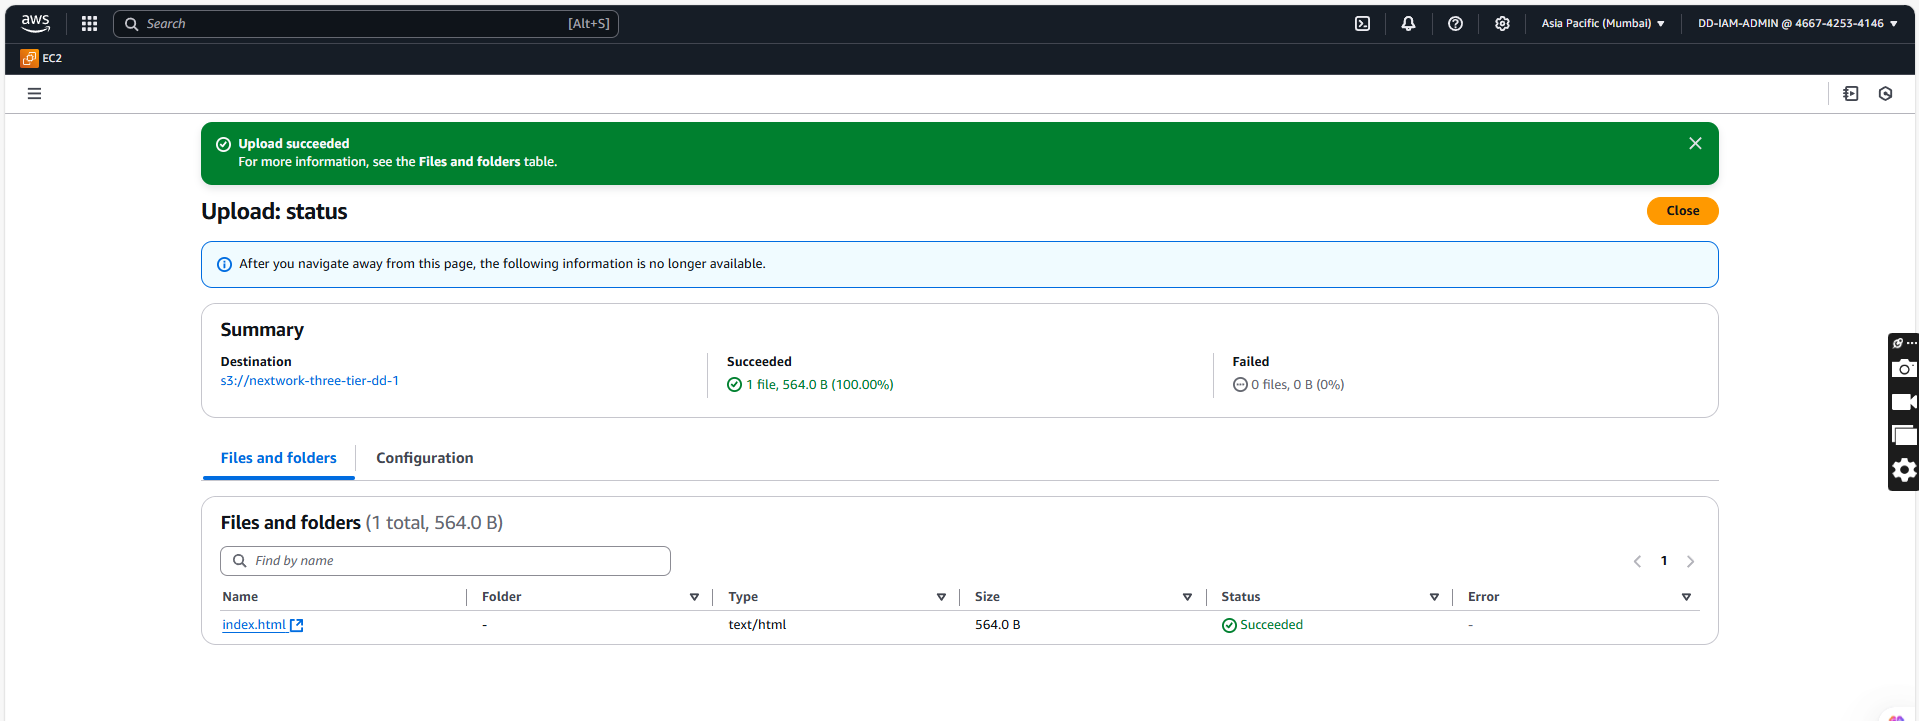 aws
Search [Alt+S]
Asia Pacific (Mumbai)
DD-IAM-ADMIN @ 4667-4253-4146
EC2
Upload succeeded
For more information, see the Files and folders table.
Upload: status
Close
After you navigate away from this page, the following information is no longer available.
Summary
Destination
s3://nextwork-three-tier-dd-1
Succeeded
1 file, 564.0 B (100.00%)
Failed
0 files, 0 B (0%)
Files and folders
Configuration
Files and folders (1 total, 564.0 B)
Find by name
1
Name Folder Type Size Status Error
index.html - text/html 564.0 B Succeeded -